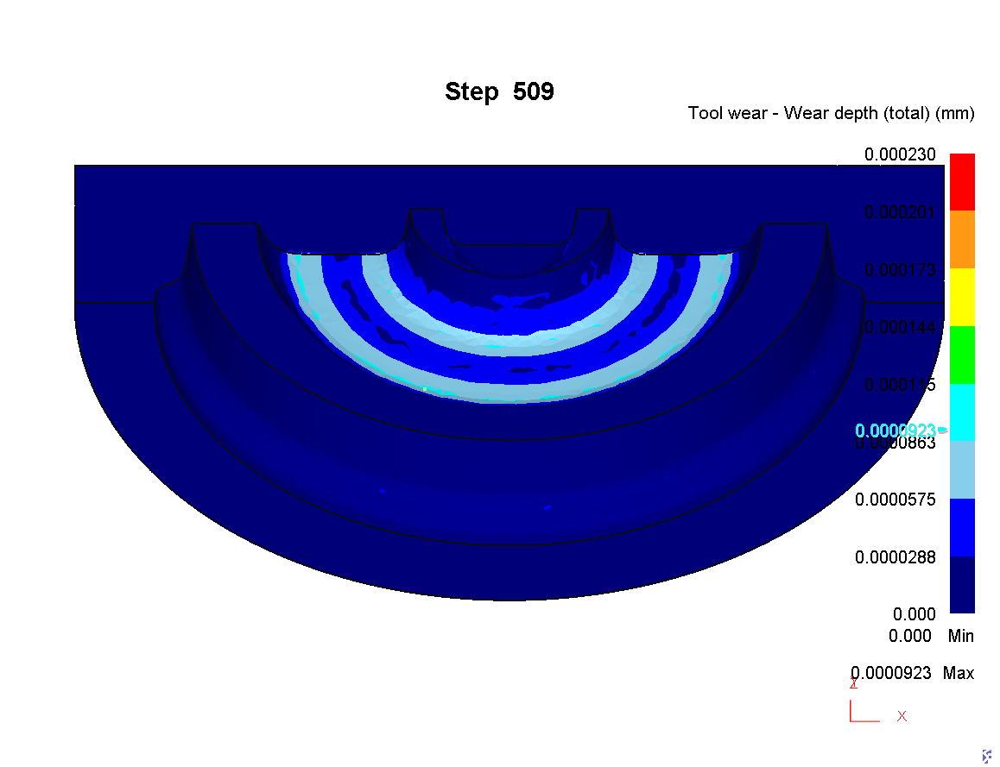 Step 509
Tool wear - Wear depth (total) (mm)
0.000230
0.000201
0.000173
0.000144
0.000115
0.0000923
0.0000863
0.0000575
0.0000288
0.000
0.000 Min
0.0000923 Max
Z
X